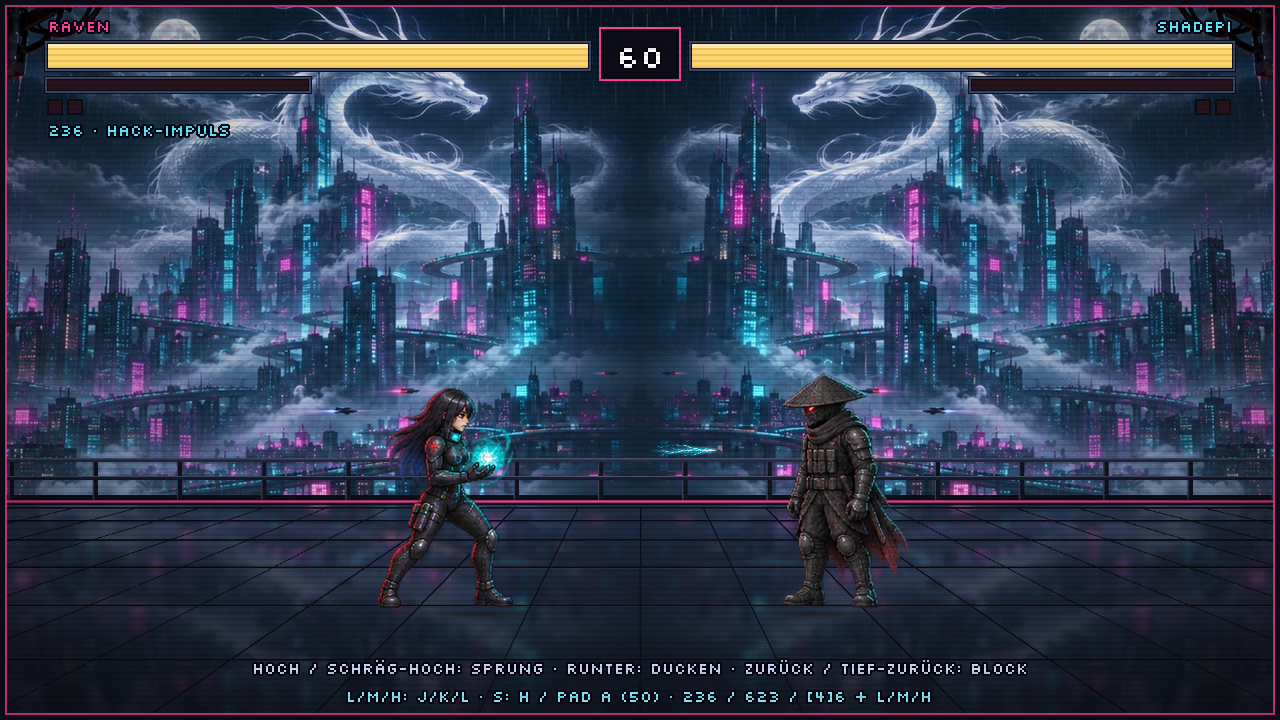 RAVEN
SHADEPI
60
236 · HACK-IMPULS
HOCH / SCHRÄG-HOCH: SPRUNG · RUNTER: DUCKEN · ZURÜCK / TIEF-ZURÜCK: BLOCK
L/M/H: J/K/L · S: H / PAD A (50) · 236 / 623 / [4]6 + L/M/H